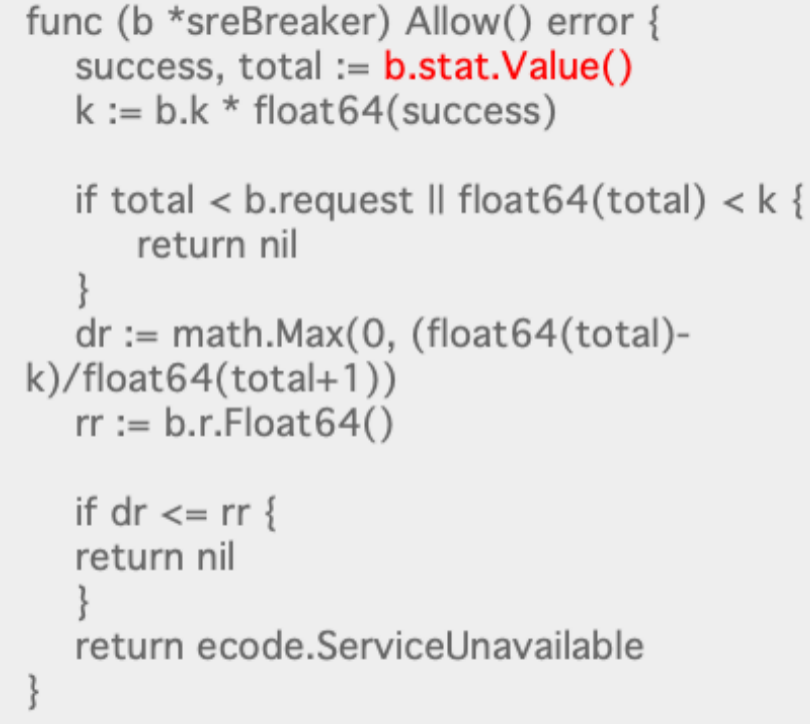 func (b *sreBreaker) Allow() error {
success, total := b.stat.Value()
k := b.k * float64(success)
if total < b.request || float64(total) < k {
return nil
}
dr := math.Max(0, (float64(total)-
k)/float64(total+1))
rr := b.r.Float64()
if dr <= rr {
return nil
}
return ecode.ServiceUnavailable
}